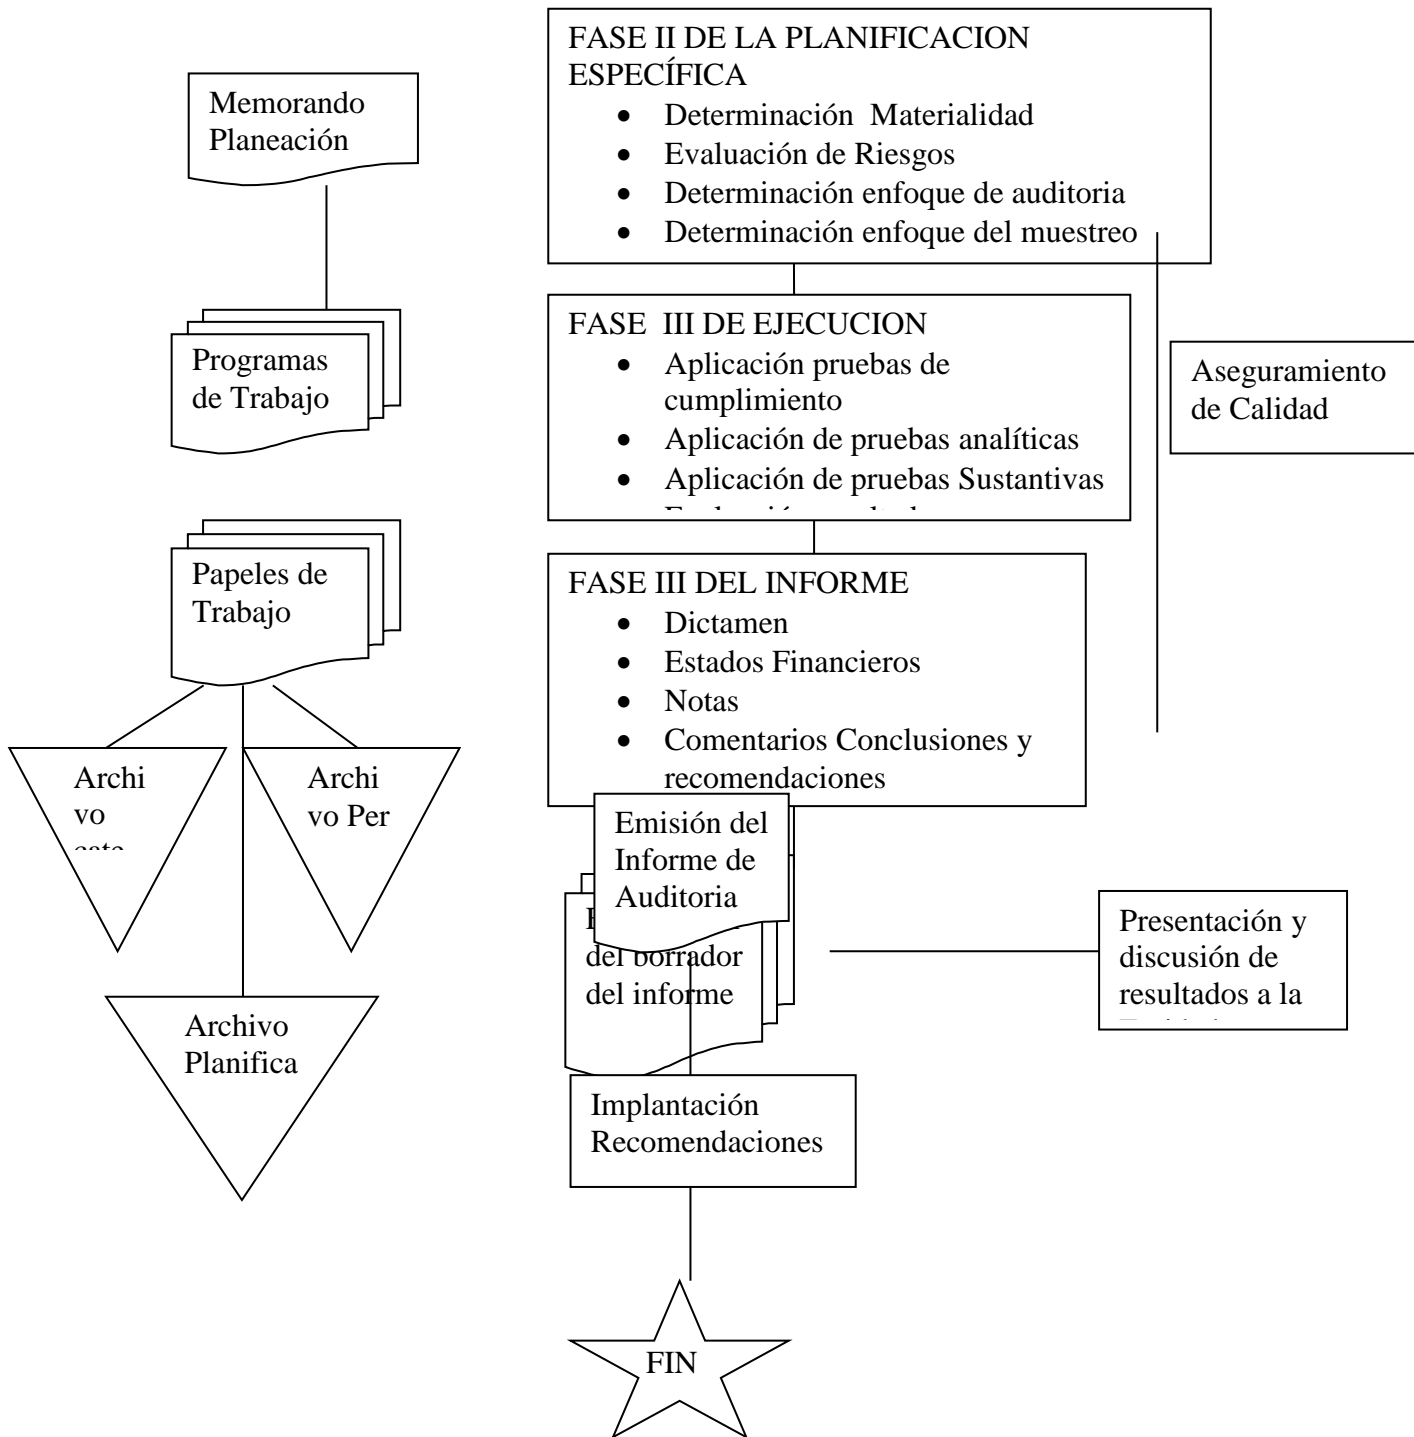 Memorando
Planeación
Programas
de Trabajo
Papeles de
Trabajo
Archi
vo
Archi
vo Per
Archivo
Planifica
FASE II DE LA PLANIFICACION
ESPECÍFICA
• Determinación  Materialidad
• Evaluación de Riesgos
• Determinación enfoque de auditoria
• Determinación enfoque del muestreo
FASE  III DE EJECUCION
• Aplicación pruebas de
cumplimiento
• Aplicación de pruebas analíticas
• Aplicación de pruebas Sustantivas
Aseguramiento
de Calidad
FASE III DEL INFORME
• Dictamen
• Estados Financieros
• Notas
• Comentarios Conclusiones y
recomendaciones
Emisión del
Informe de
Auditoria
del borrador
del informe
Presentación y
discusión de
resultados a la
Implantación
Recomendaciones
FIN